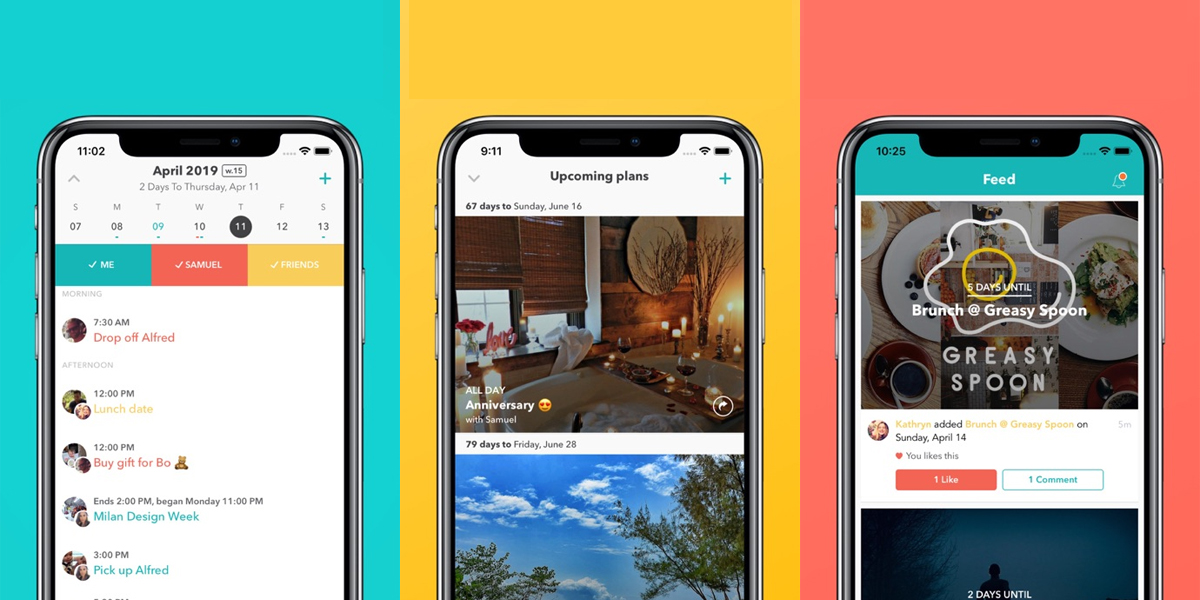 11:02
April 2019 w.15
2 Days To Thursday, Apr 11
S M T W T F S
07 08 09 10 11 12 13
ME SAMUEL FRIENDS
MORNING
7:30 AM
Drop off Alfred
AFTERNOON
12:00 PM
Lunch date
12:00 PM
Buy gift for Bo 🧸
Ends 2:00 PM, began Monday 11:00 PM
Milan Design Week
3:00 PM
Pick up Alfred
9:11
Upcoming plans
67 days to Sunday, June 16
love
ALL DAY
Anniversary 😍
with Samuel
79 days to Friday, June 28
10:25
Feed
5 DAYS UNTIL
Brunch @ Greasy Spoon
GREASY
SPOON
Kathryn added Brunch @ Greasy Spoon on
Sunday, April 14
5m
You likes this
1 Like
1 Comment
2 DAYS UNTIL